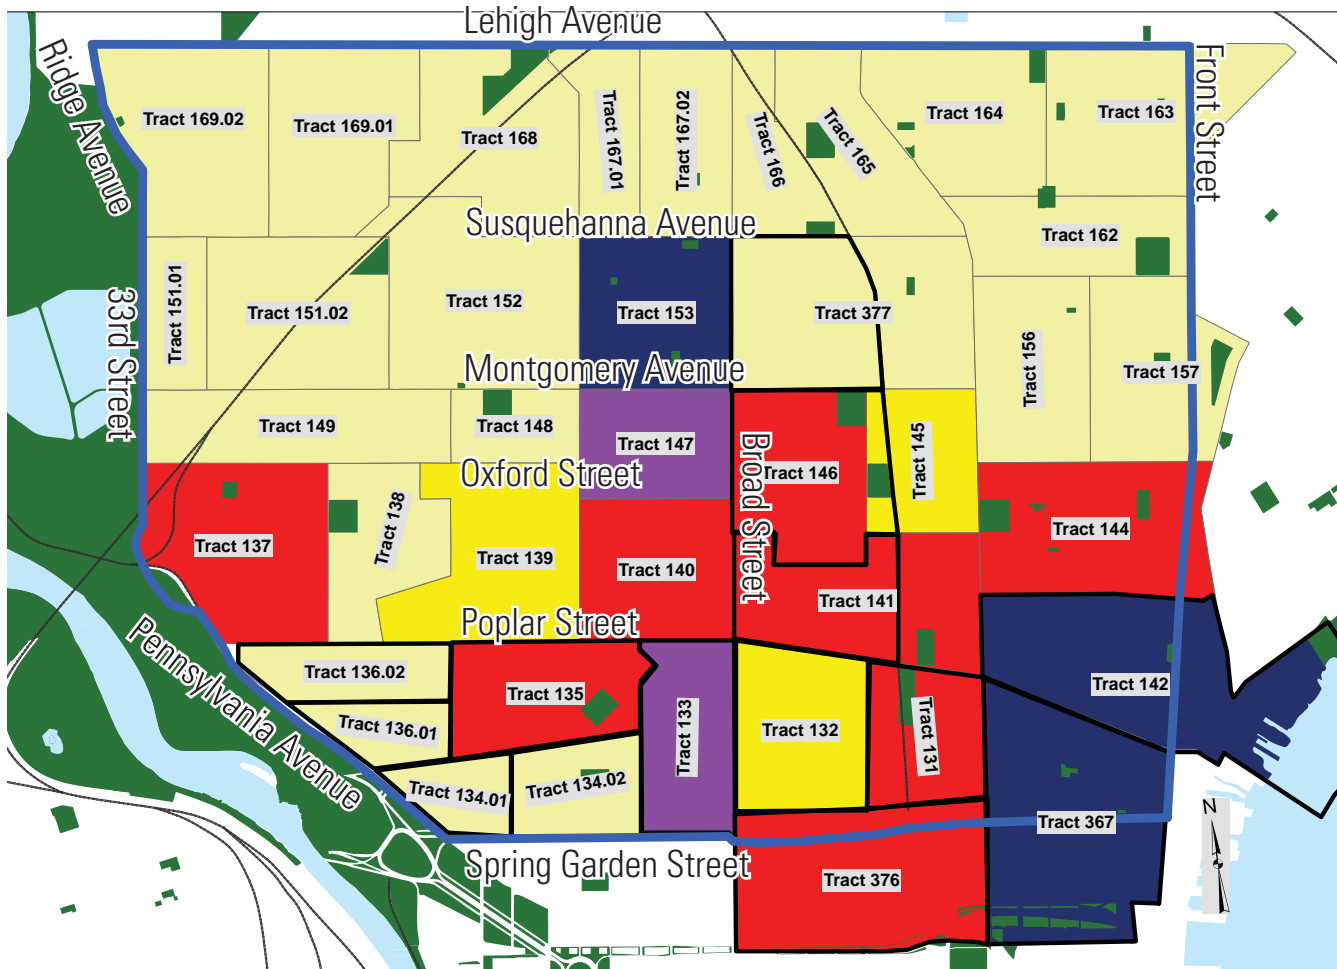 Lehigh Avenue
Ridge Avenue
Front Street
Tract 169.02
Tract 169.01
Tract 168
Tract 167.01
Tract 167.02
Tract 166
Tract 165
Tract 164
Tract 163
Susquehanna Avenue
Tract 162
33rd Street
Tract 151.01
Tract 151.02
Tract 152
Tract 153
Tract 377
Tract 156
Tract 157
Montgomery Avenue
Tract 149
Tract 148
Tract 147
Broad Street
Tract 146
Tract 145
Oxford Street
Tract 137
Tract 138
Tract 139
Tract 140
Tract 141
Tract 144
Poplar Street
Pennsylvania Avenue
Tract 136.02
Tract 136.01
Tract 135
Tract 133
Tract 132
Tract 131
Tract 142
Tract 134.01
Tract 134.02
Tract 367
N
Spring Garden Street
Tract 376